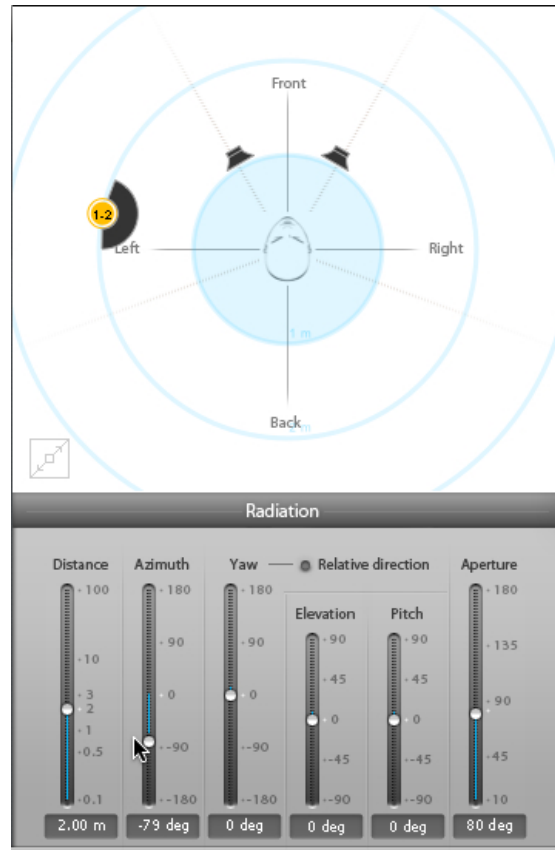 Front
1-2
Left
Right
1 m
Back
2 m
Radiation
Distance Azimuth Yaw Relative direction Aperture
Elevation Pitch
100 180 180 180
90 90 90 90 135
10 45 45
3 0 0 90
2 0 0
1
0.5 -90 -90 -45 -45 45
0.1 -180 -180 -90 -90 10
2.00 m -79 deg 0 deg 0 deg 0 deg 80 deg